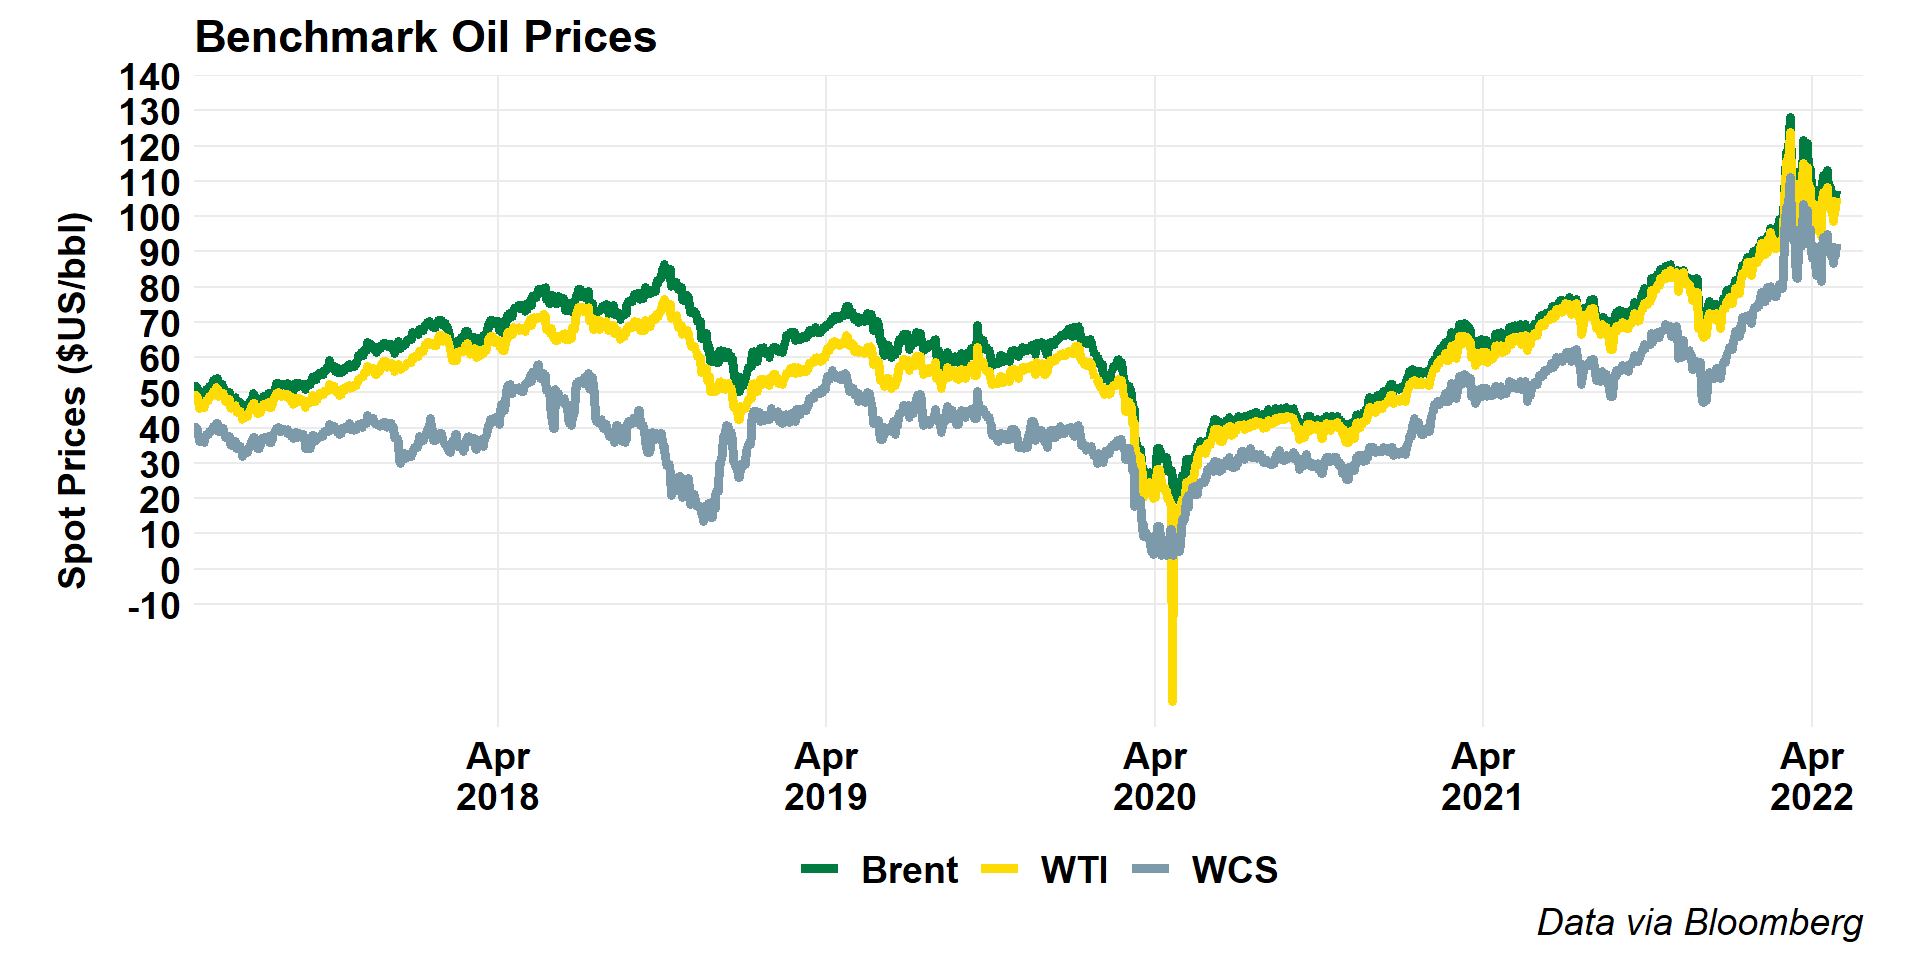 Benchmark Oil Prices
140
130
120
110
100
90
80
70
60
50
40
30
20
10
0
-10
Spot Prices ($US/bbl)
Apr
2018
Apr
2019
Apr
2020
Apr
2021
Apr
2022
Brent
WTI
WCS
Data via Bloomberg